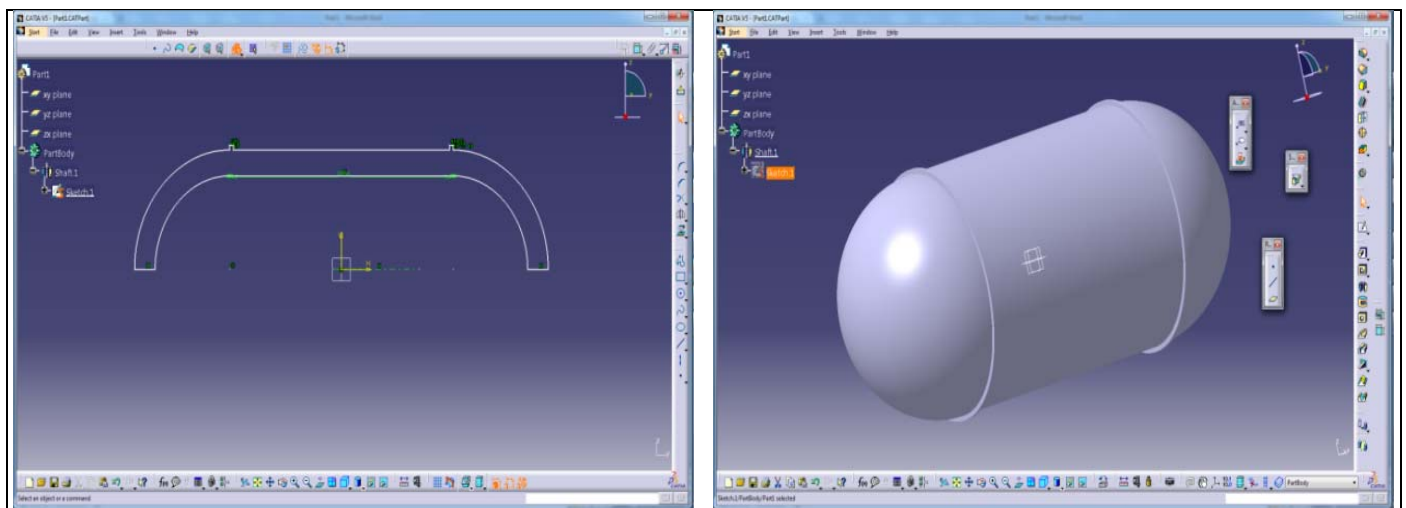 CATIA V5 - [Part1.CATPart]
Start File Edit View Insert Tools Window Help
Part1
xy plane
yz plane
zx plane
PartBody
Shaft.1
Sketch.1
Select an object or a command
CATIA V5 - [Part1.CATPart]
Start File Edit View Insert Tools Window Help
Part1
xy plane
yz plane
zx plane
PartBody
Shaft.1
Sketch.1
PartBody
Sketch.1/PartBody/Part1 selected